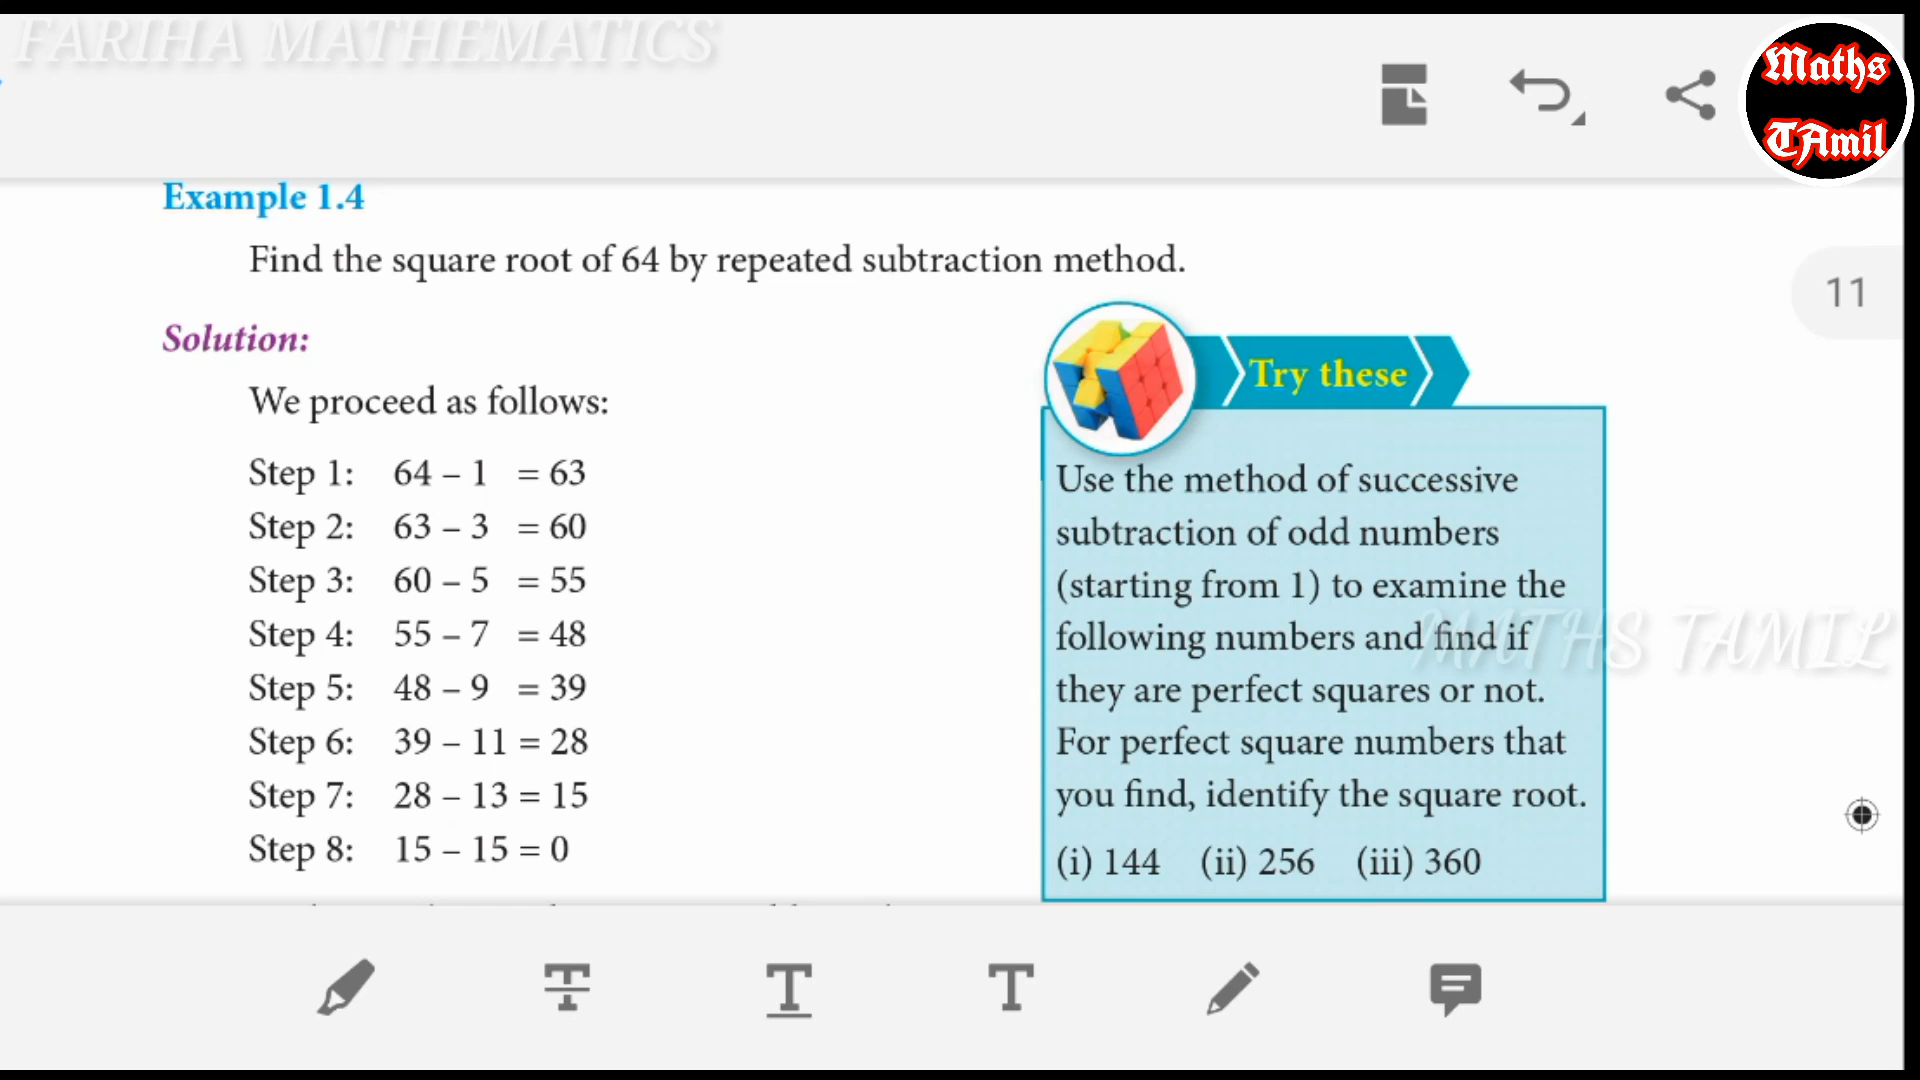 FARIHA MATHEMATICS
Maths
TAmil
Example 1.4
Find the square root of 64 by repeated subtraction method.
11
Solution:
Try these
We proceed as follows:
Step 1: 64 – 1 = 63
Step 2: 63 – 3 = 60
Step 3: 60 – 5 = 55
Step 4: 55 – 7 = 48
Step 5: 48 – 9 = 39
Step 6: 39 – 11 = 28
Step 7: 28 – 13 = 15
Step 8: 15 – 15 = 0
Use the method of successive
subtraction of odd numbers
(starting from 1) to examine the
following numbers and find if
they are perfect squares or not.
For perfect square numbers that
you find, identify the square root.
(i) 144 (ii) 256 (iii) 360
MATHS TAMIL